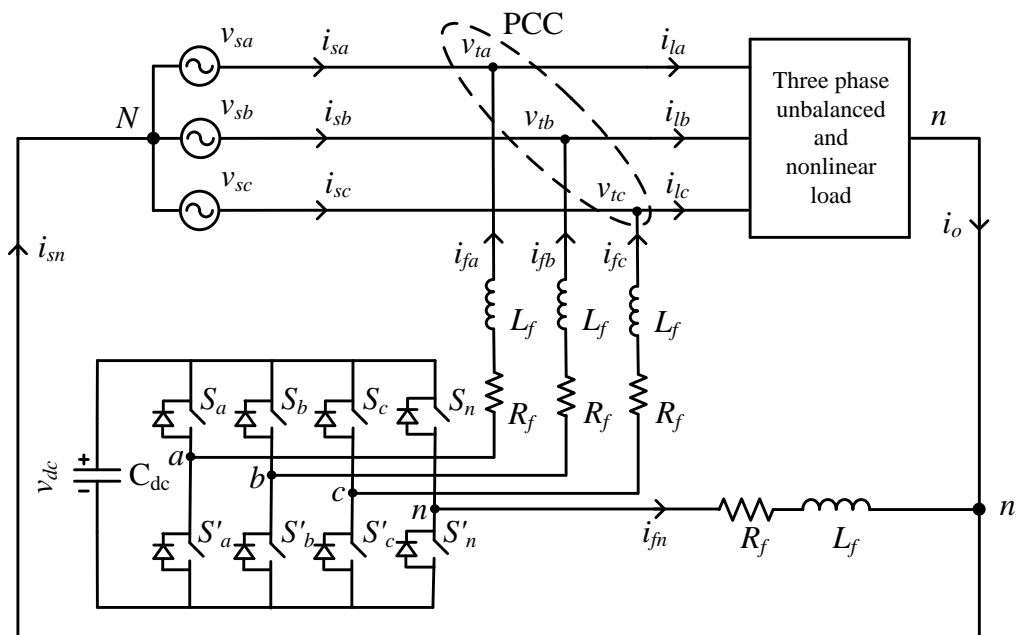 PCC
v_sa i_sa v_ta i_la
v_sb i_sb v_tb i_lb
v_sc i_sc v_tc i_lc
N
Three phase
unbalanced
and
nonlinear
load
n
i_sn
i_fa i_fb i_fc
i_o
L_f L_f L_f
R_f R_f R_f
S_a S_b S_c S_n
a
b
c
n
v_dc + - C_dc
S'_a S'_b S'_c S'_n
i_fn
R_f L_f
n